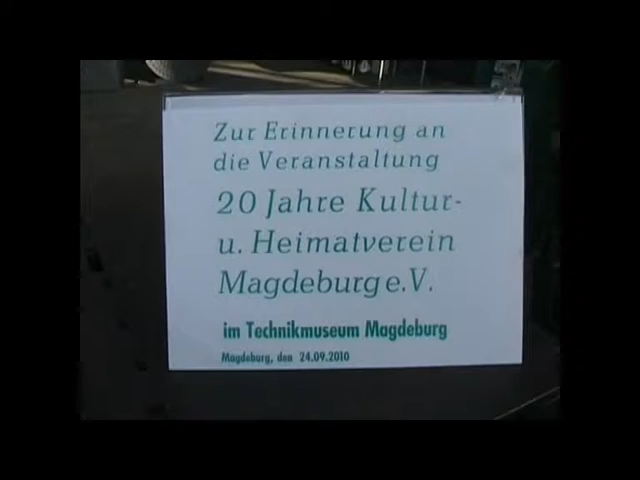 Zur Erinnerung an
die Veranstaltung
20 Jahre Kultur-
u. Heimatverein
Magdeburg e.V.
im Technikmuseum Magdeburg
Magdeburg, den 24.09.2010